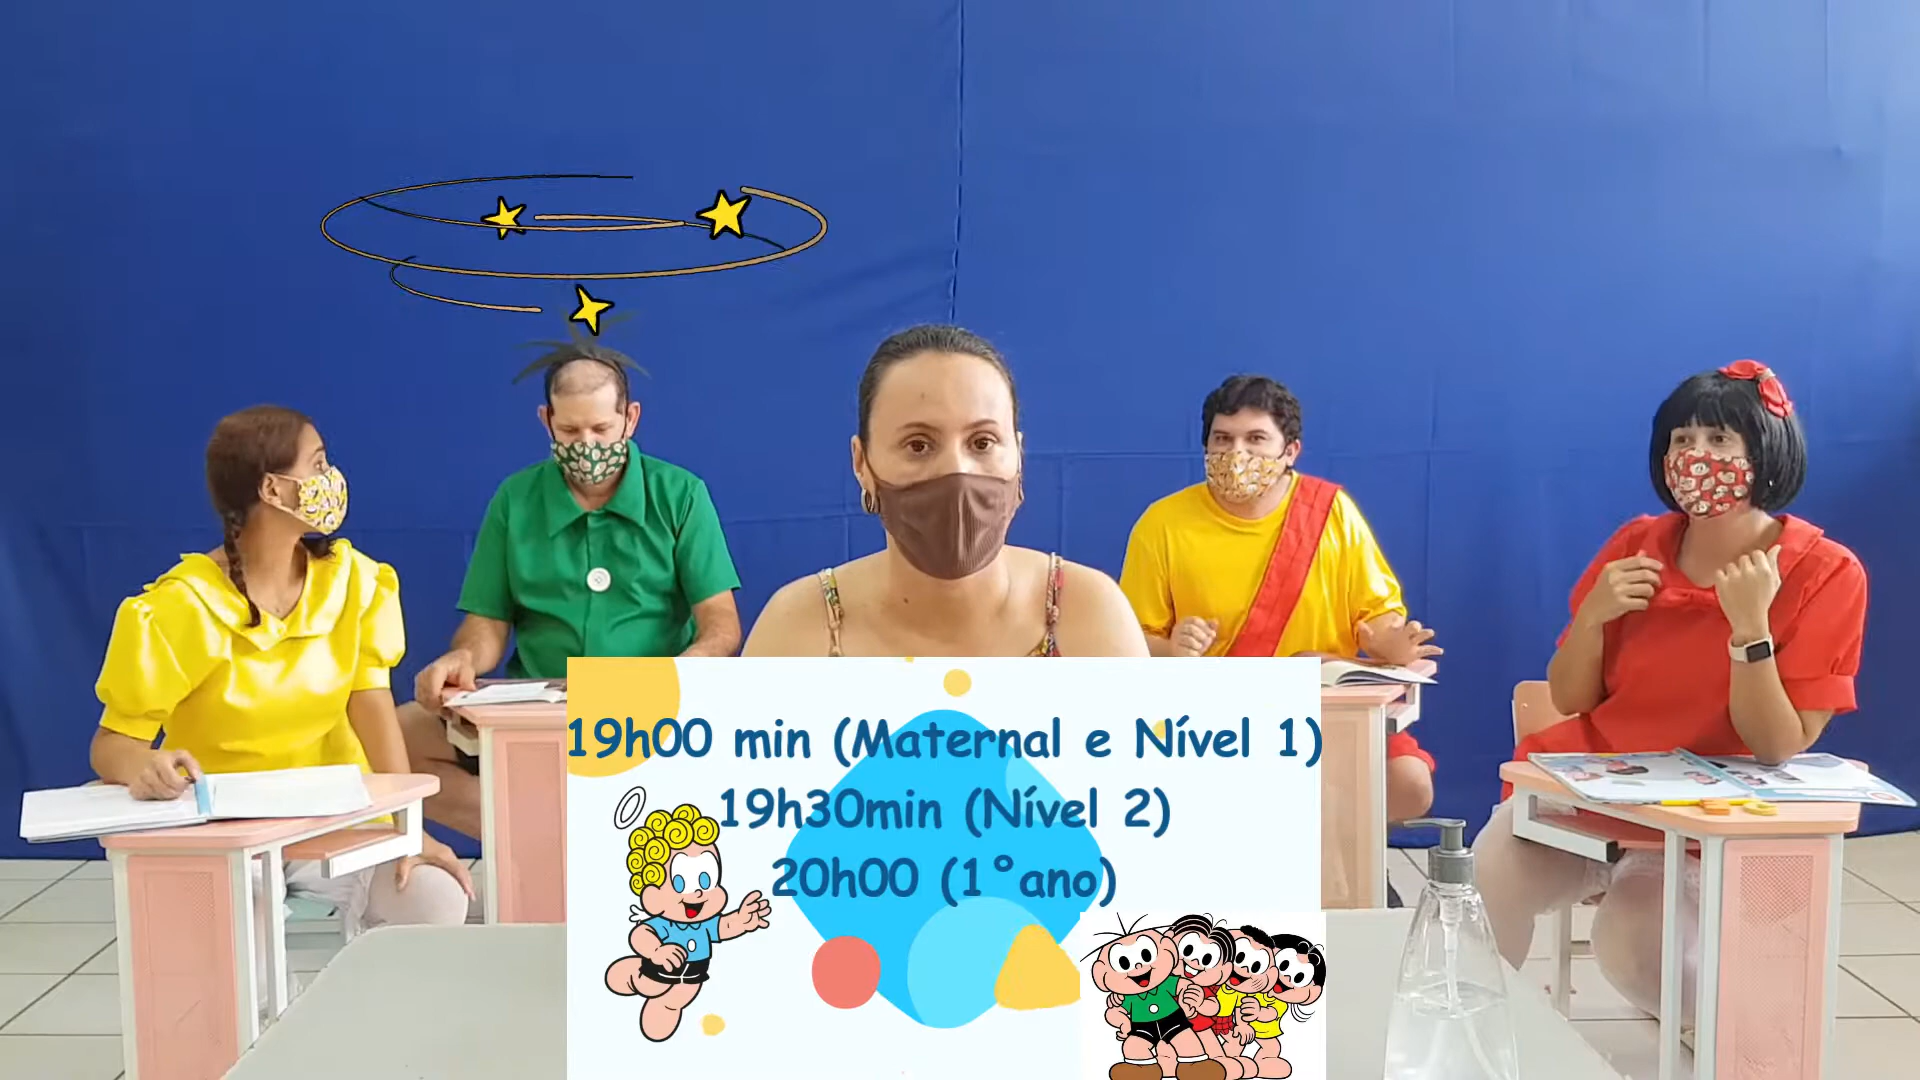 19h00 min (Maternal e Nível 1)
19h30min (Nível 2)
20h00 (1°ano)